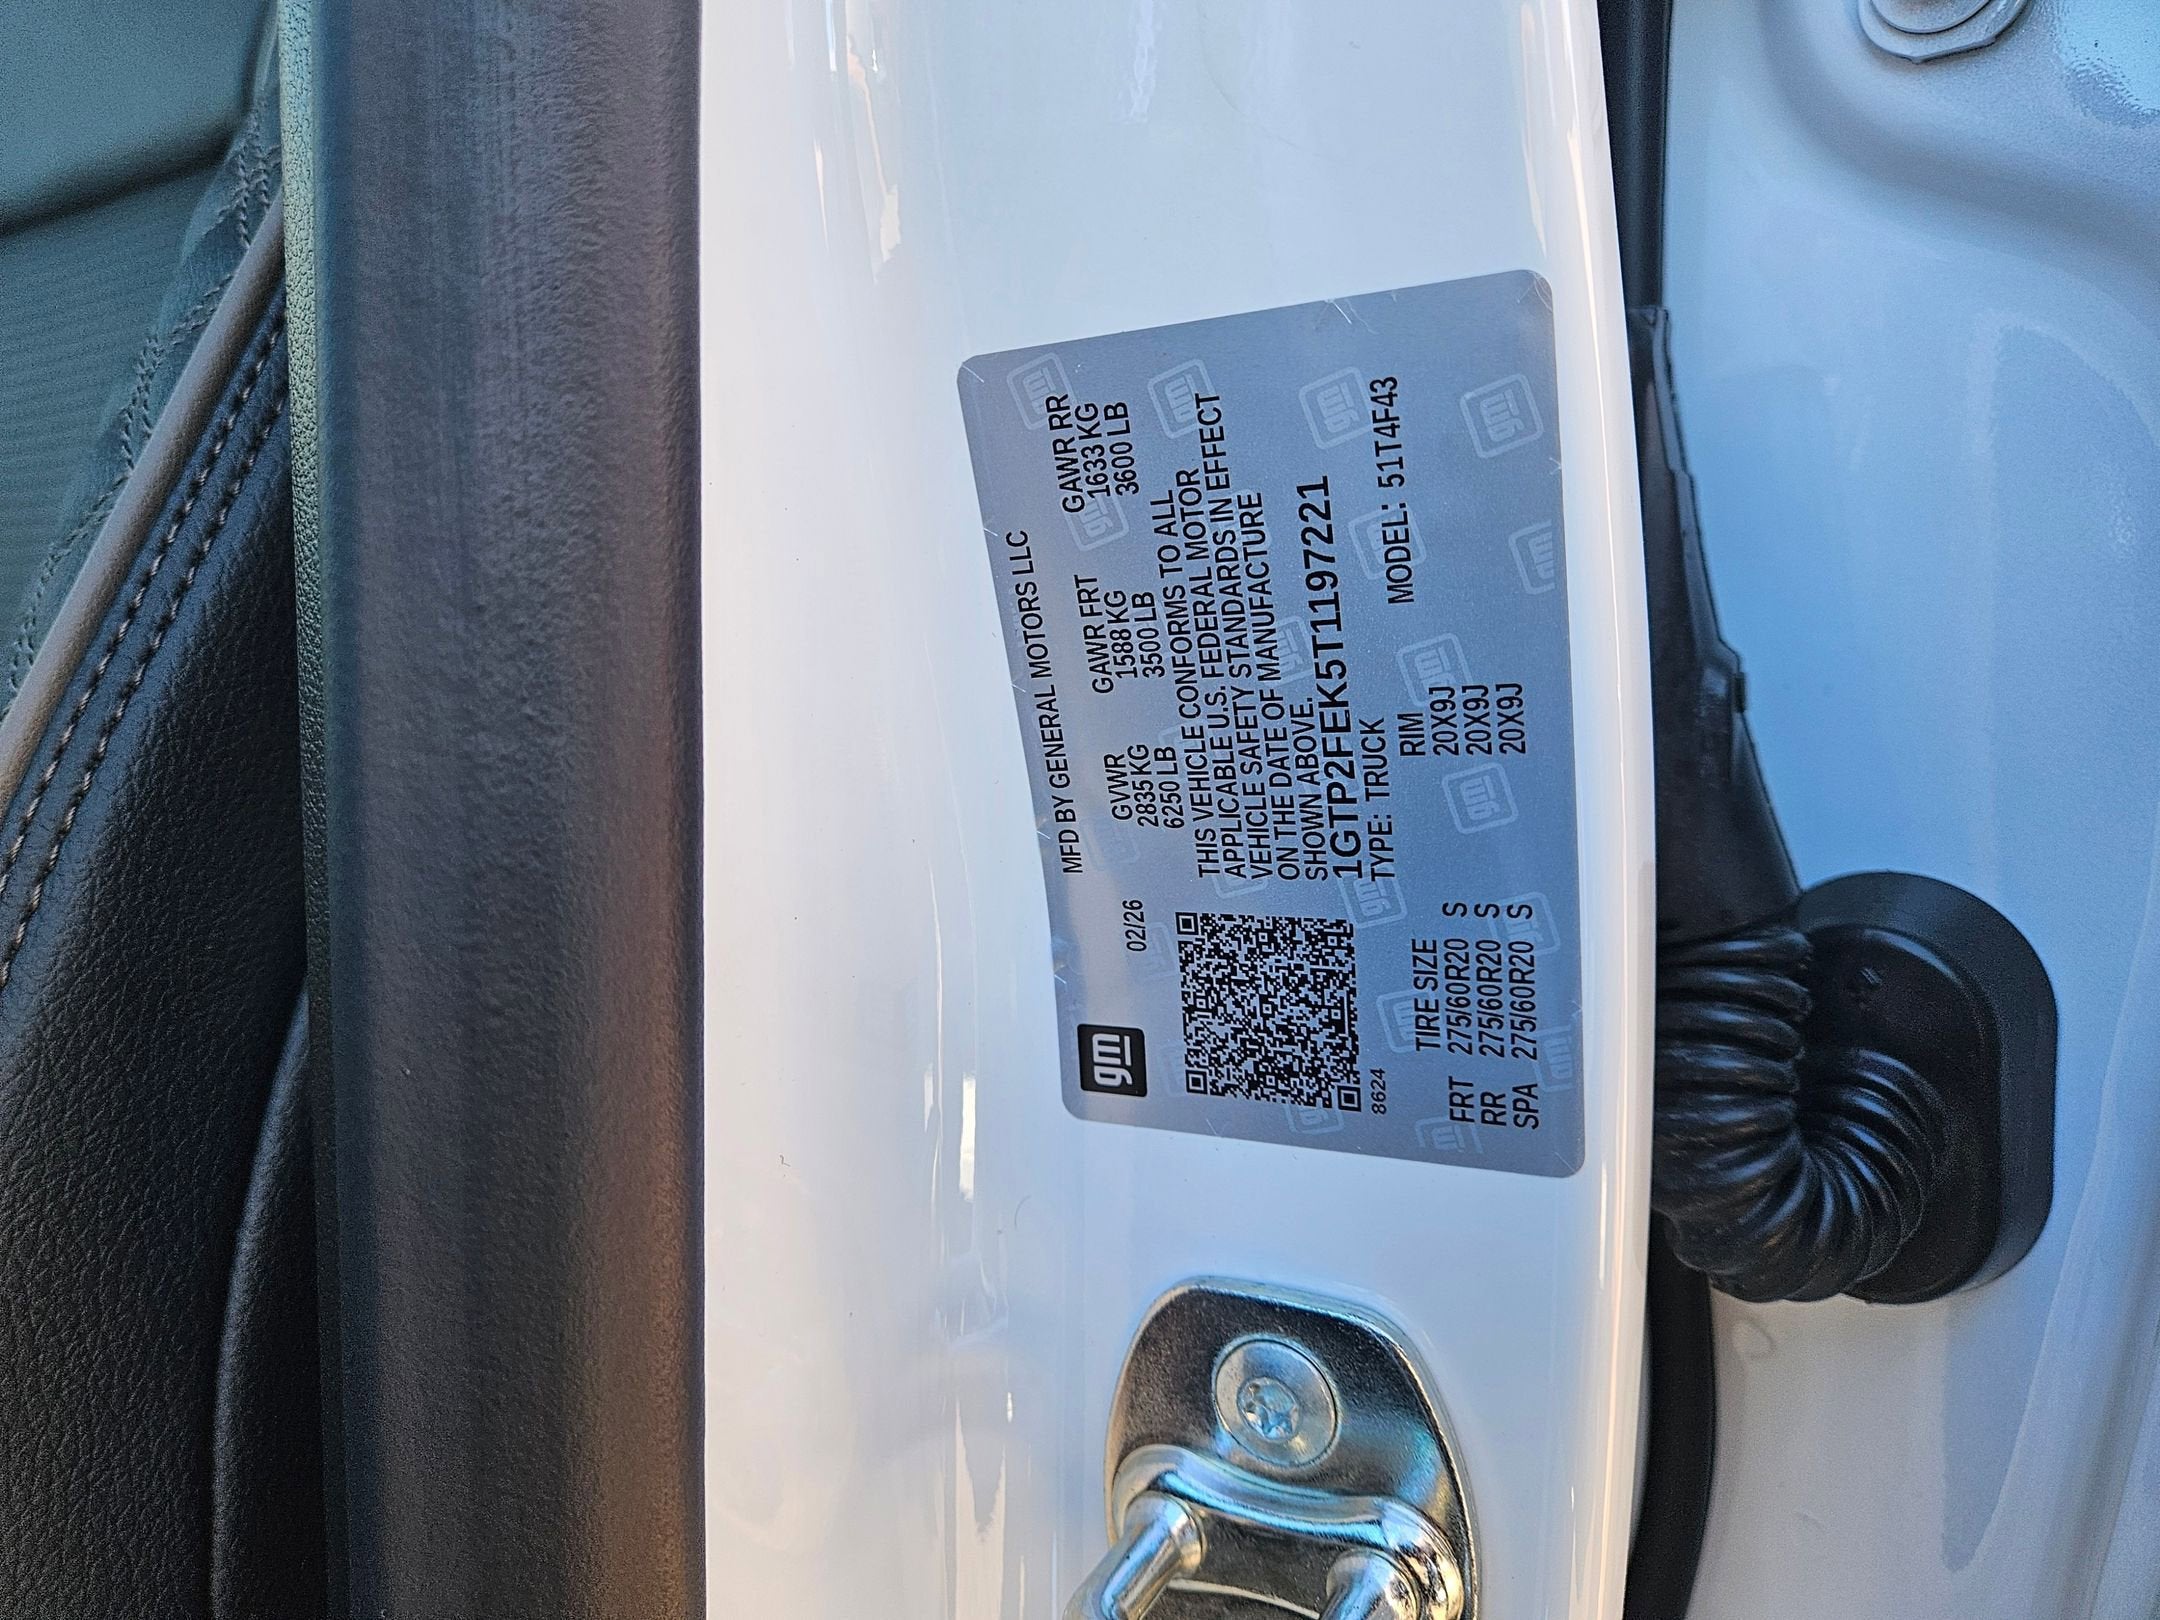 gm
02/26
MFD BY GENERAL MOTORS LLC
GVWR GAWR FRT GAWR RR
2835 KG 1588 KG 1633 KG
6250 LB 3500 LB 3600 LB
THIS VEHICLE CONFORMS TO ALL
APPLICABLE U.S. FEDERAL MOTOR
VEHICLE SAFETY STANDARDS IN EFFECT
ON THE DATE OF MANUFACTURE
SHOWN ABOVE.
1GTP2FEK5T1197221
TYPE: TRUCK MODEL: 51T4F43
8624
TIRE SIZE RIM
FRT 275/60R20 S 20X9J
RR 275/60R20 S 20X9J
SPA 275/60R20 S 20X9J